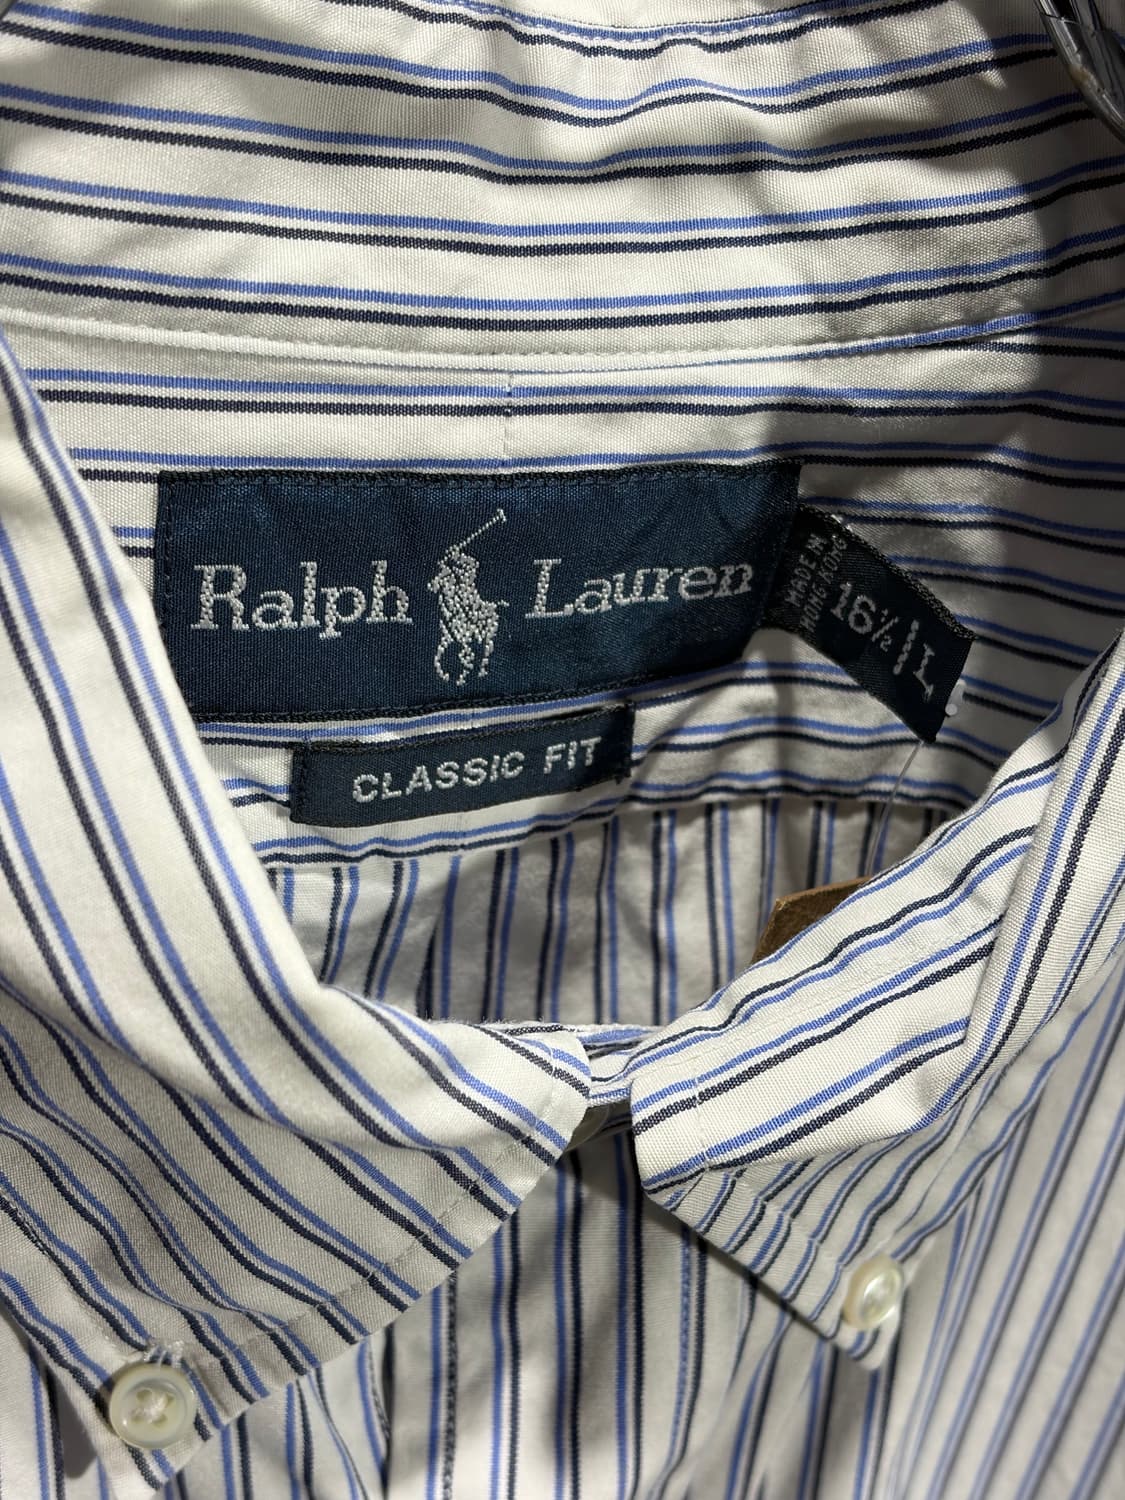 Ralph Lauren
MADE IN
HONG KONG
16½/L
CLASSIC FIT